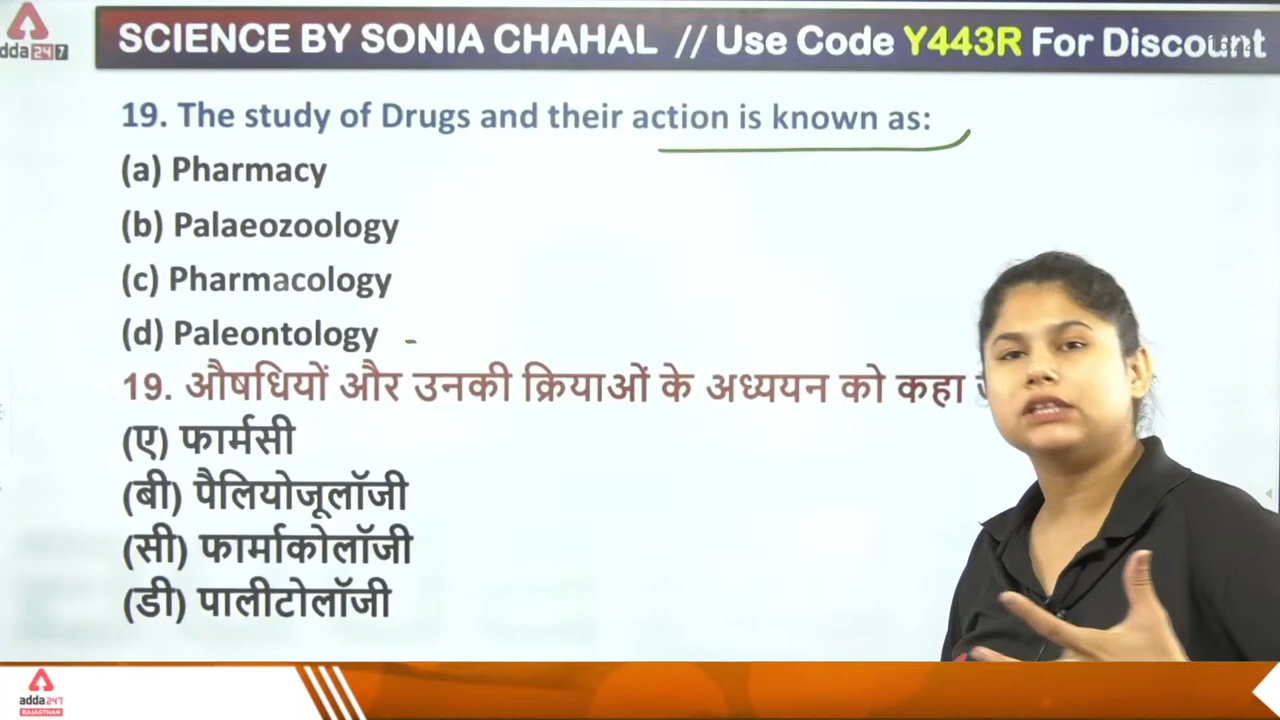 adda247
SCIENCE BY SONIA CHAHAL // Use Code Y443R For Discount
19. The study of Drugs and their action is known as:
(a) Pharmacy
(b) Palaeozoology
(c) Pharmacology
(d) Paleontology
19. औषधियों और उनकी क्रियाओं के अध्ययन को कहा
(ए) फार्मसी
(बी) पैलियोजूलॉजी
(सी) फार्माकोलॉजी
(डी) पालीटोलॉजी
adda247
RAJASTHAN